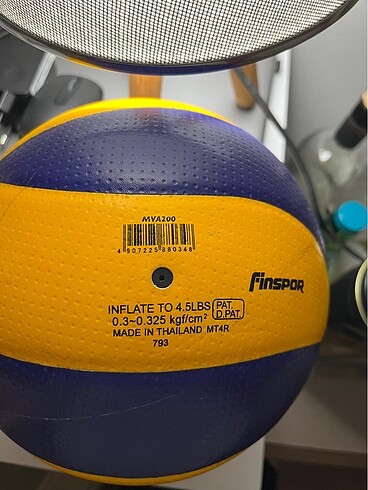 MVA200
4 907225 880348
FINSPOR
INFLATE TO 4.5LBS
PAT.
D.PAT.
0.3~0.325 kgf/cm²
MADE IN THAILAND MT4R
793